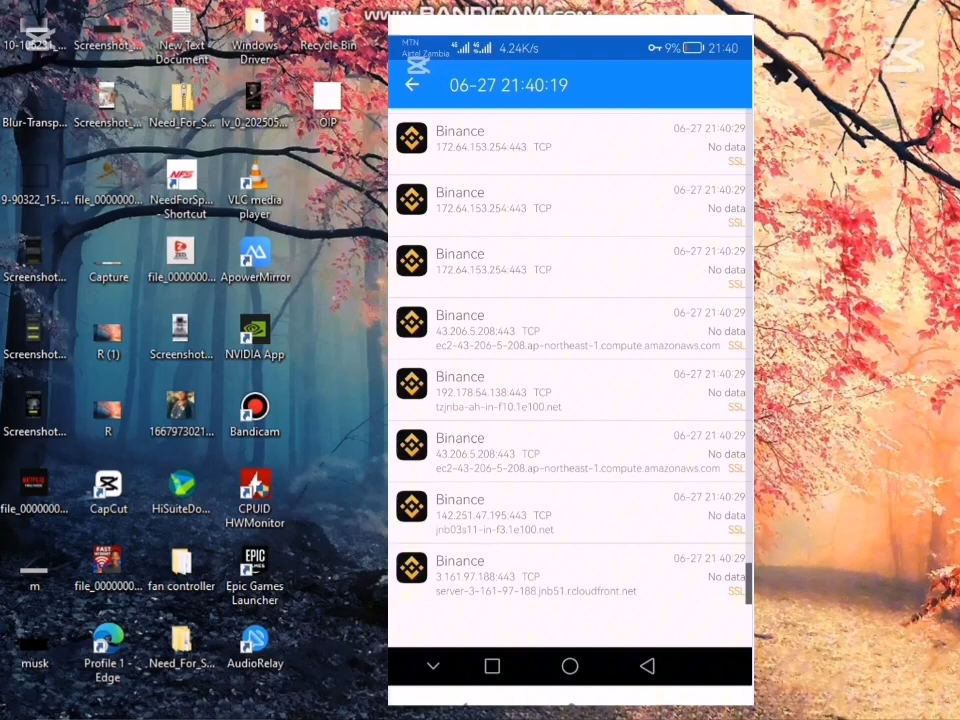 www.BANDICAM.com
10-105231_...
Screenshot_...
New Text Document
Windows Driver
Recycle Bin
Blur-Transp...
Screenshot_...
Need_For_S...
lv_0_202505...
OIP
9-90322_15-...
file_0000000...
NeedForSp... - Shortcut
VLC media player
Screenshot...
Capture
file_0000000...
ApowerMirror
Screenshot...
R (1)
Screenshot...
NVIDIA App
Screenshot...
R
1667973021...
Bandicam
file_0000000...
CapCut
HiSuiteDo...
CPUID HWMonitor
m
file_0000000...
fan controller
Epic Games Launcher
musk
Profile 1 - Edge
Need_For_S...
AudioRelay
MTN
Airtel Zambia
4.24K/s
9%
21:40
06-27 21:40:19
Binance 06-27 21:40:29
172.64.153.254:443 TCP No data
SSL
Binance 06-27 21:40:29
172.64.153.254:443 TCP No data
SSL
Binance 06-27 21:40:29
172.64.153.254:443 TCP No data
SSL
Binance 06-27 21:40:29
43.206.5.208:443 TCP No data
ec2-43-206-5-208.ap-northeast-1.compute.amazonaws.com SSL
Binance 06-27 21:40:29
192.178.54.138:443 TCP No data
tzjnba-ah-in-f10.1e100.net SSL
Binance 06-27 21:40:29
43.206.5.208:443 TCP No data
ec2-43-206-5-208.ap-northeast-1.compute.amazonaws.com SSL
Binance 06-27 21:40:29
142.251.47.195:443 TCP No data
jnb03s11-in-f3.1e100.net SSL
Binance 06-27 21:40:29
3.161.97.188:443 TCP No data
server-3-161-97-188.jnb51.r.cloudfront.net SSL